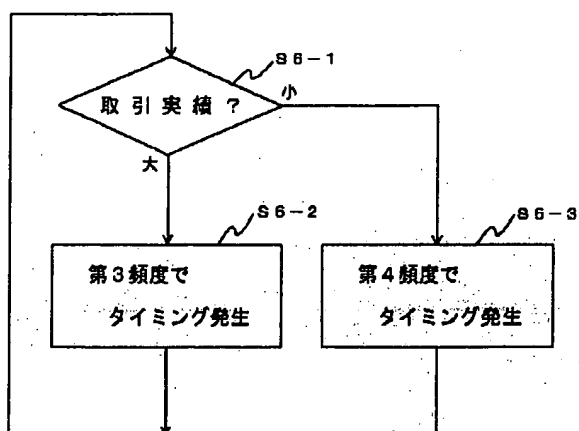 S6-1
取引実績?
小
大
S6-2
S6-3
第3頻度で
タイミング発生
第4頻度で
タイミング発生